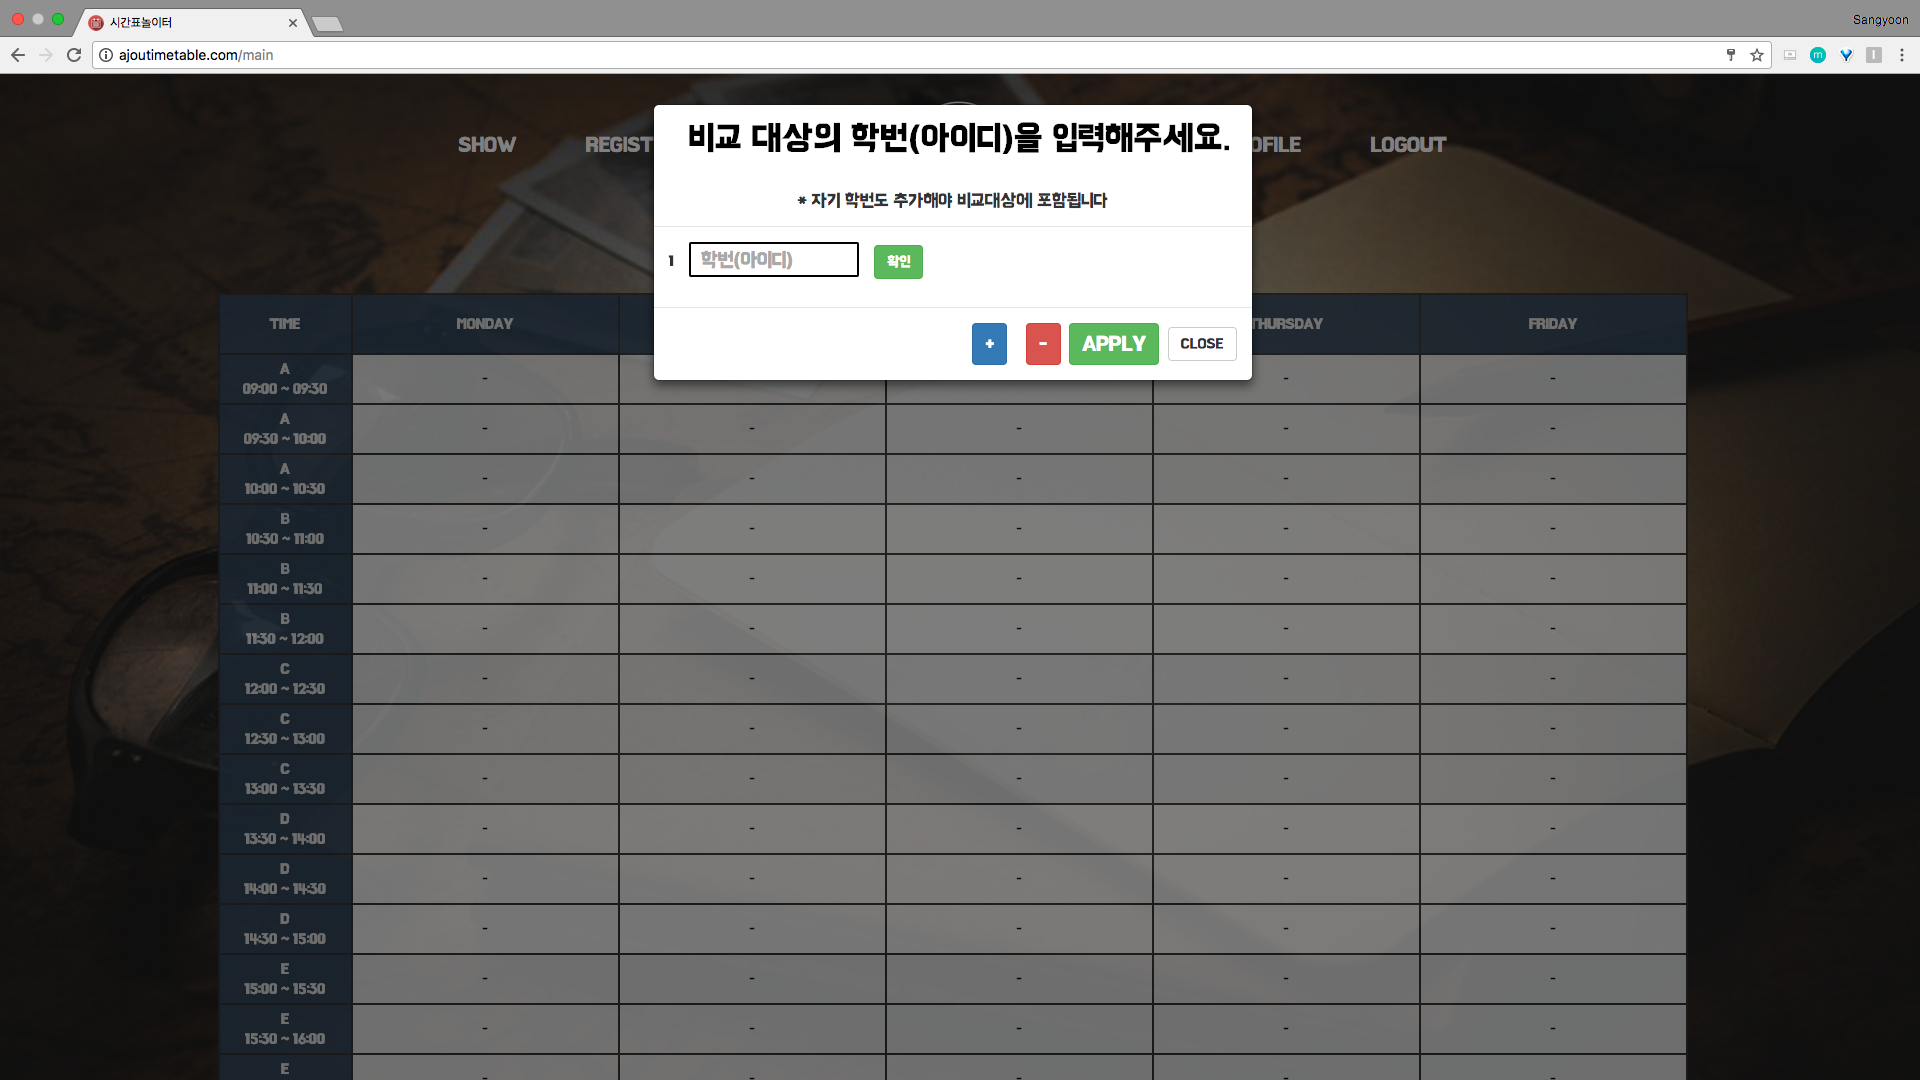 시간표놀이터
Sangyoon
ajoutimetable.com/main
SHOW REGIST OFILE LOGOUT
비교 대상의 학번(아이디)을 입력해주세요.
* 자기 학번도 추가해야 비교대상에 포함됩니다
1 학번(아이디) 확인
+ - APPLY CLOSE
TIME MONDAY THURSDAY FRIDAY
A
09:00 ~ 09:30 - - -
A
09:30 ~ 10:00 - - - - -
A
10:00 ~ 10:30 - - - - -
B
10:30 ~ 11:00 - - - - -
B
11:00 ~ 11:30 - - - - -
B
11:30 ~ 12:00 - - - - -
C
12:00 ~ 12:30 - - - - -
C
12:30 ~ 13:00 - - - - -
C
13:00 ~ 13:30 - - - - -
D
13:30 ~ 14:00 - - - - -
D
14:00 ~ 14:30 - - - - -
D
14:30 ~ 15:00 - - - - -
E
15:00 ~ 15:30 - - - - -
E
15:30 ~ 16:00 - - - - -
E
- - - - -